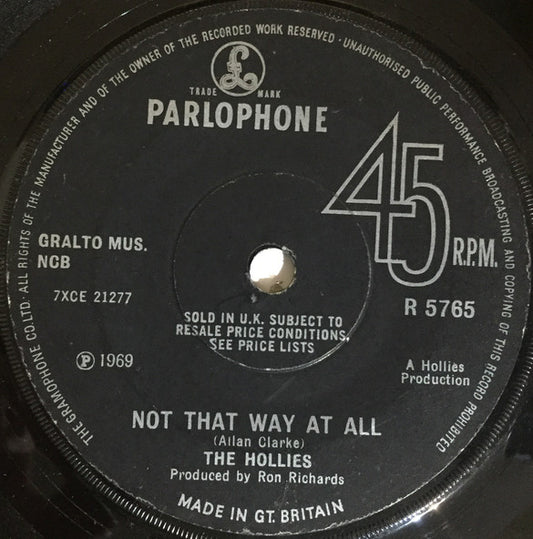 THE GRAMOPHONE CO.LTD. ALL RIGHTS OF THE MANUFACTURER AND OF THE OWNER OF THE RECORDED WORK RESERVED · UNAUTHORISED PUBLIC PERFORMANCE BROADCASTING AND COPYING OF THIS RECORD PROHIBITED
£
TRADE MARK
PARLOPHONE
45 R.P.M.
GRALTO MUS.
NCB
7XCE 21277
R 5765
SOLD IN U.K. SUBJECT TO
RESALE PRICE CONDITIONS,
SEE PRICE LISTS
Ⓟ 1969
A Hollies
Production
NOT THAT WAY AT ALL
(Allan Clarke)
THE HOLLIES
Produced by Ron Richards
MADE IN GT. BRITAIN